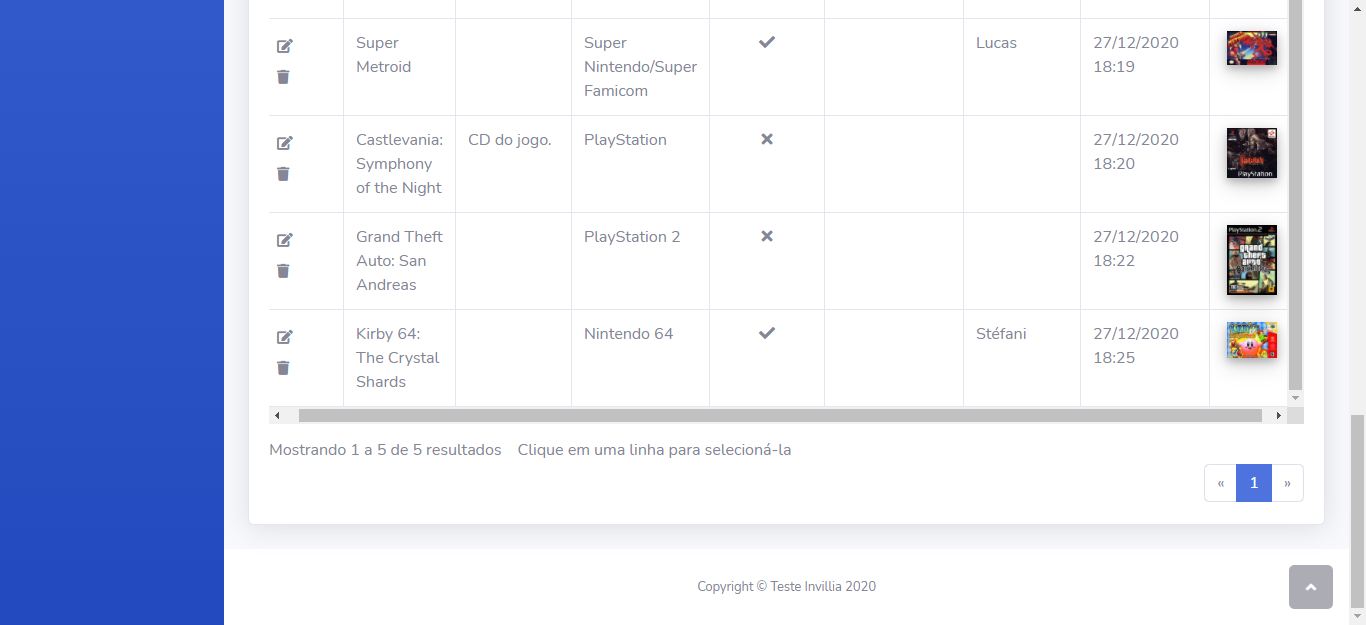 Super
Metroid
Super
Nintendo/Super
Famicom
Lucas
27/12/2020
18:19
Castlevania:
Symphony
of the Night
CD do jogo.
PlayStation
27/12/2020
18:20
PlayStation
Grand Theft
Auto: San
Andreas
PlayStation 2
27/12/2020
18:22
PlayStation 2
grand
theft
auto
Kirby 64:
The Crystal
Shards
Nintendo 64
Stéfani
27/12/2020
18:25
Mostrando 1 a 5 de 5 resultados Clique em uma linha para selecioná-la
« 1 »
Copyright © Teste Invillia 2020